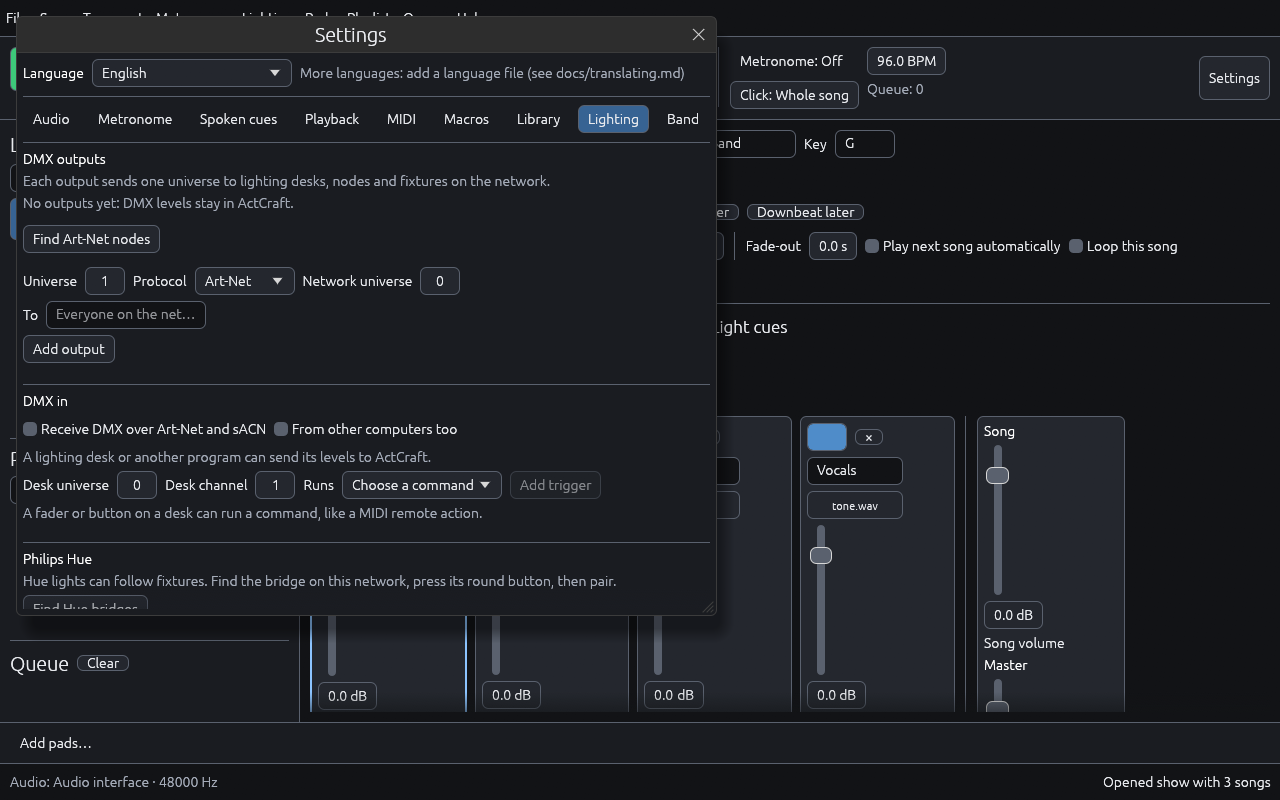 Settings
Language English More languages: add a language file (see docs/translating.md)
Audio Metronome Spoken cues Playback MIDI Macros Library Lighting Band
DMX outputs
Each output sends one universe to lighting desks, nodes and fixtures on the network.
No outputs yet: DMX levels stay in ActCraft.
Find Art-Net nodes
Universe 1 Protocol Art-Net Network universe 0
To Everyone on the net…
Add output
DMX in
Receive DMX over Art-Net and sACN From other computers too
A lighting desk or another program can send its levels to ActCraft.
Desk universe 0 Desk channel 1 Runs Choose a command Add trigger
A fader or button on a desk can run a command, like a MIDI remote action.
Philips Hue
Hue lights can follow fixtures. Find the bridge on this network, press its round button, then pair.
Find Hue bridges
Metronome: Off 96.0 BPM
Click: Whole song Queue: 0
Settings
Key G
Downbeat later
Fade-out 0.0 s Play next song automatically Loop this song
Light cues
×
Vocals
tone.wav
Song
0.0 dB
Song volume
Master
0.0 dB 0.0 dB 0.0 dB 0.0 dB
Queue Clear
Add pads…
Audio: Audio interface · 48000 Hz
Opened show with 3 songs